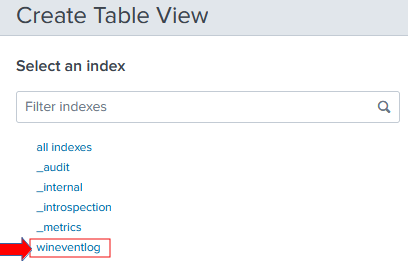 Create Table View
Select an index
Filter indexes
all indexes
_audit
_internal
_introspection
_metrics
wineventlog